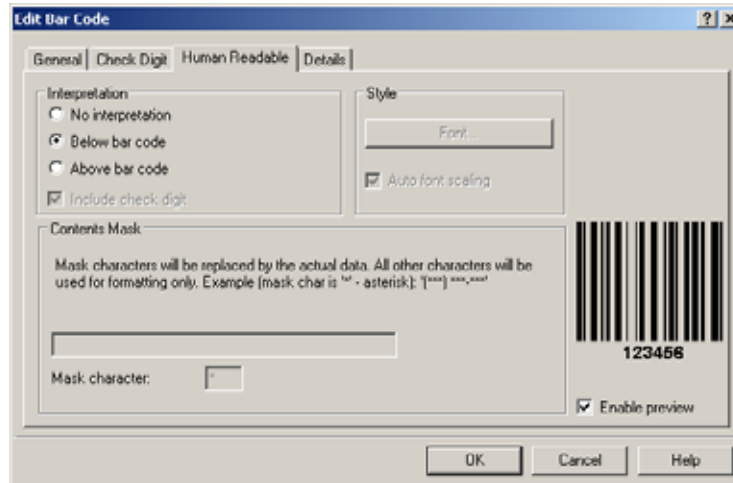 Edit Bar Code
General Check Digit Human Readable Details
Interpretation
No interpretation
Below bar code
Above bar code
Include check digit
Style
Font...
Auto font scaling
Contents Mask
Mask characters will be replaced by the actual data. All other characters will be
used for formatting only. Example (mask char is '*' - asterisk): '(***) ***-***'
Mask character:
*
123456
Enable preview
OK Cancel Help